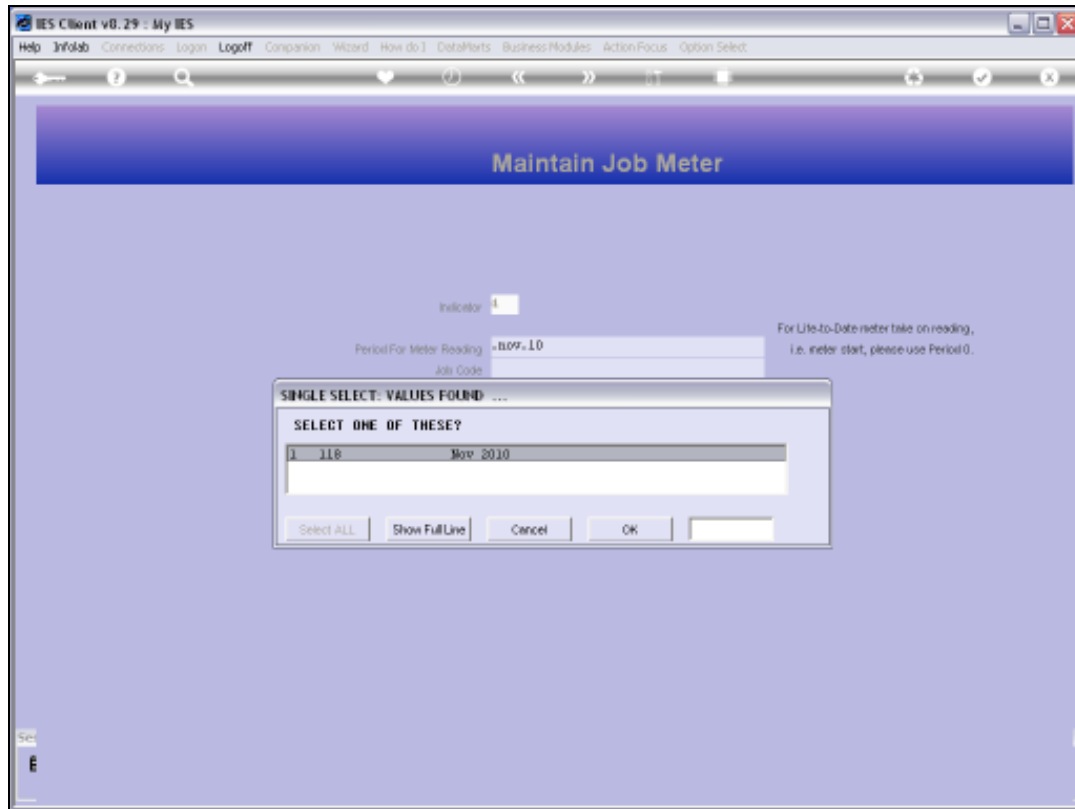 IES Client v8.29 : My IES
Help Infolab Connections Logon Logoff Companion Wizard How do I DataMarts Business Modules Action Focus Option Select
Maintain Job Meter
Indicator
For Life-to-Date meter take on reading,
Period For Meter Reading .nov.10 i.e. meter start, please use Period 0.
Job Code
SINGLE SELECT: VALUES FOUND ...
SELECT ONE OF THESE?
1 118 Nov 2010
Select ALL Show Full Line Cancel OK
Se
E